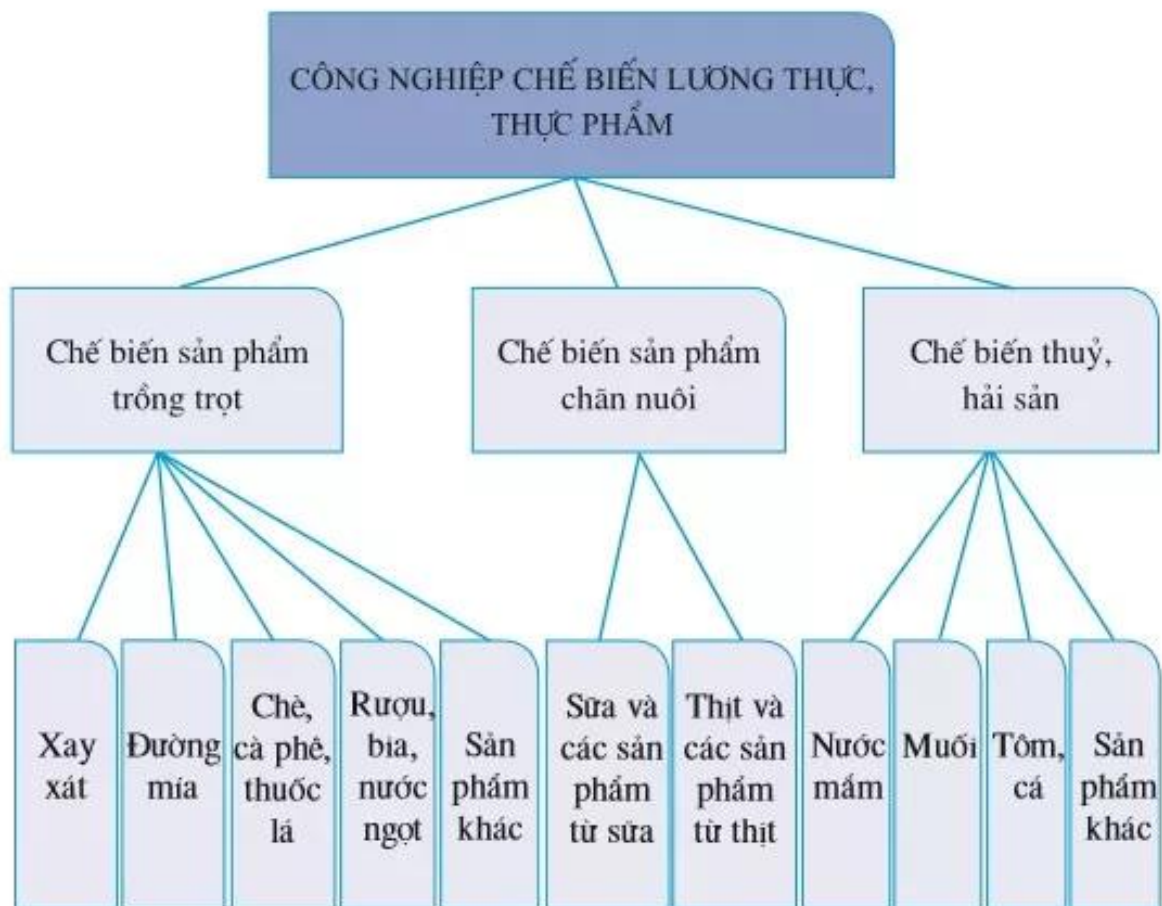 CÔNG NGHIỆP CHẾ BIẾN LƯƠNG THỰC,
THỰC PHẨM
Chế biến sản phẩm
trồng trọt
Chế biến sản phẩm
chăn nuôi
Chế biến thuỷ,
hải sản
Xay
xát
Đường
mía
Chè,
cà phê,
thuốc
lá
Rượu,
bia,
nước
ngọt
Sản
phẩm
khác
Sữa và
các sản
phẩm
từ sữa
Thịt và
các sản
phẩm
từ thịt
Nước
mắm
Muối
Tôm,
cá
Sản
phẩm
khác